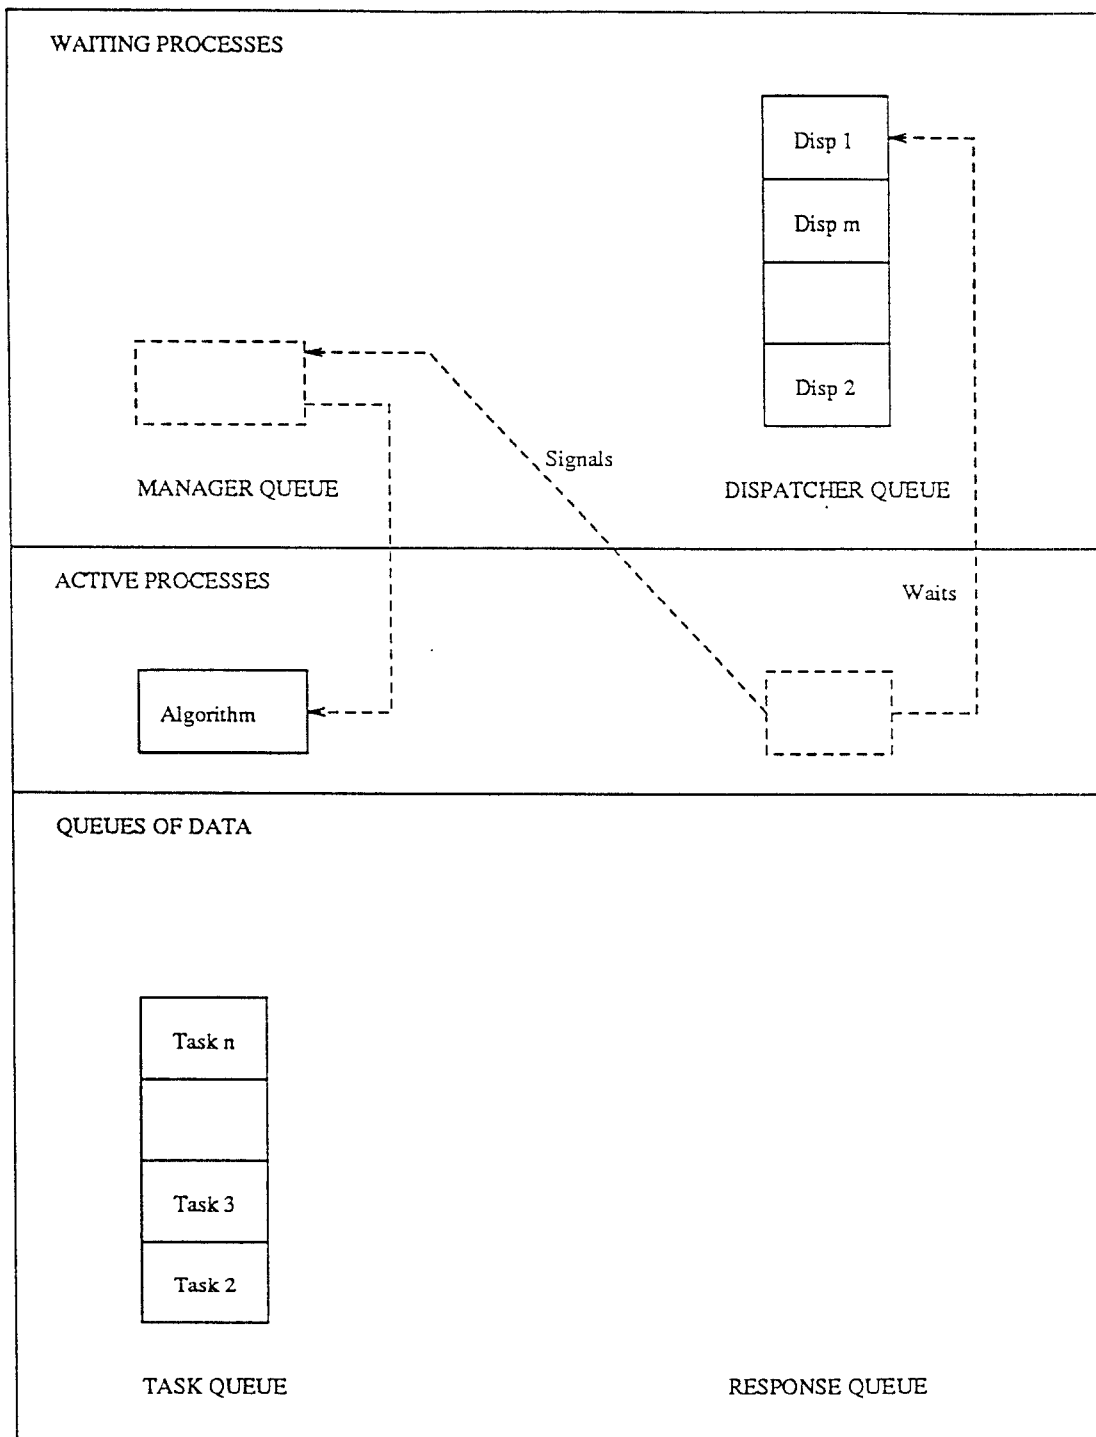 WAITING PROCESSES
Disp 1
Disp m
Disp 2
Signals
MANAGER QUEUE
DISPATCHER QUEUE
ACTIVE PROCESSES
Waits
Algorithm
QUEUES OF DATA
Task n
Task 3
Task 2
TASK QUEUE
RESPONSE QUEUE